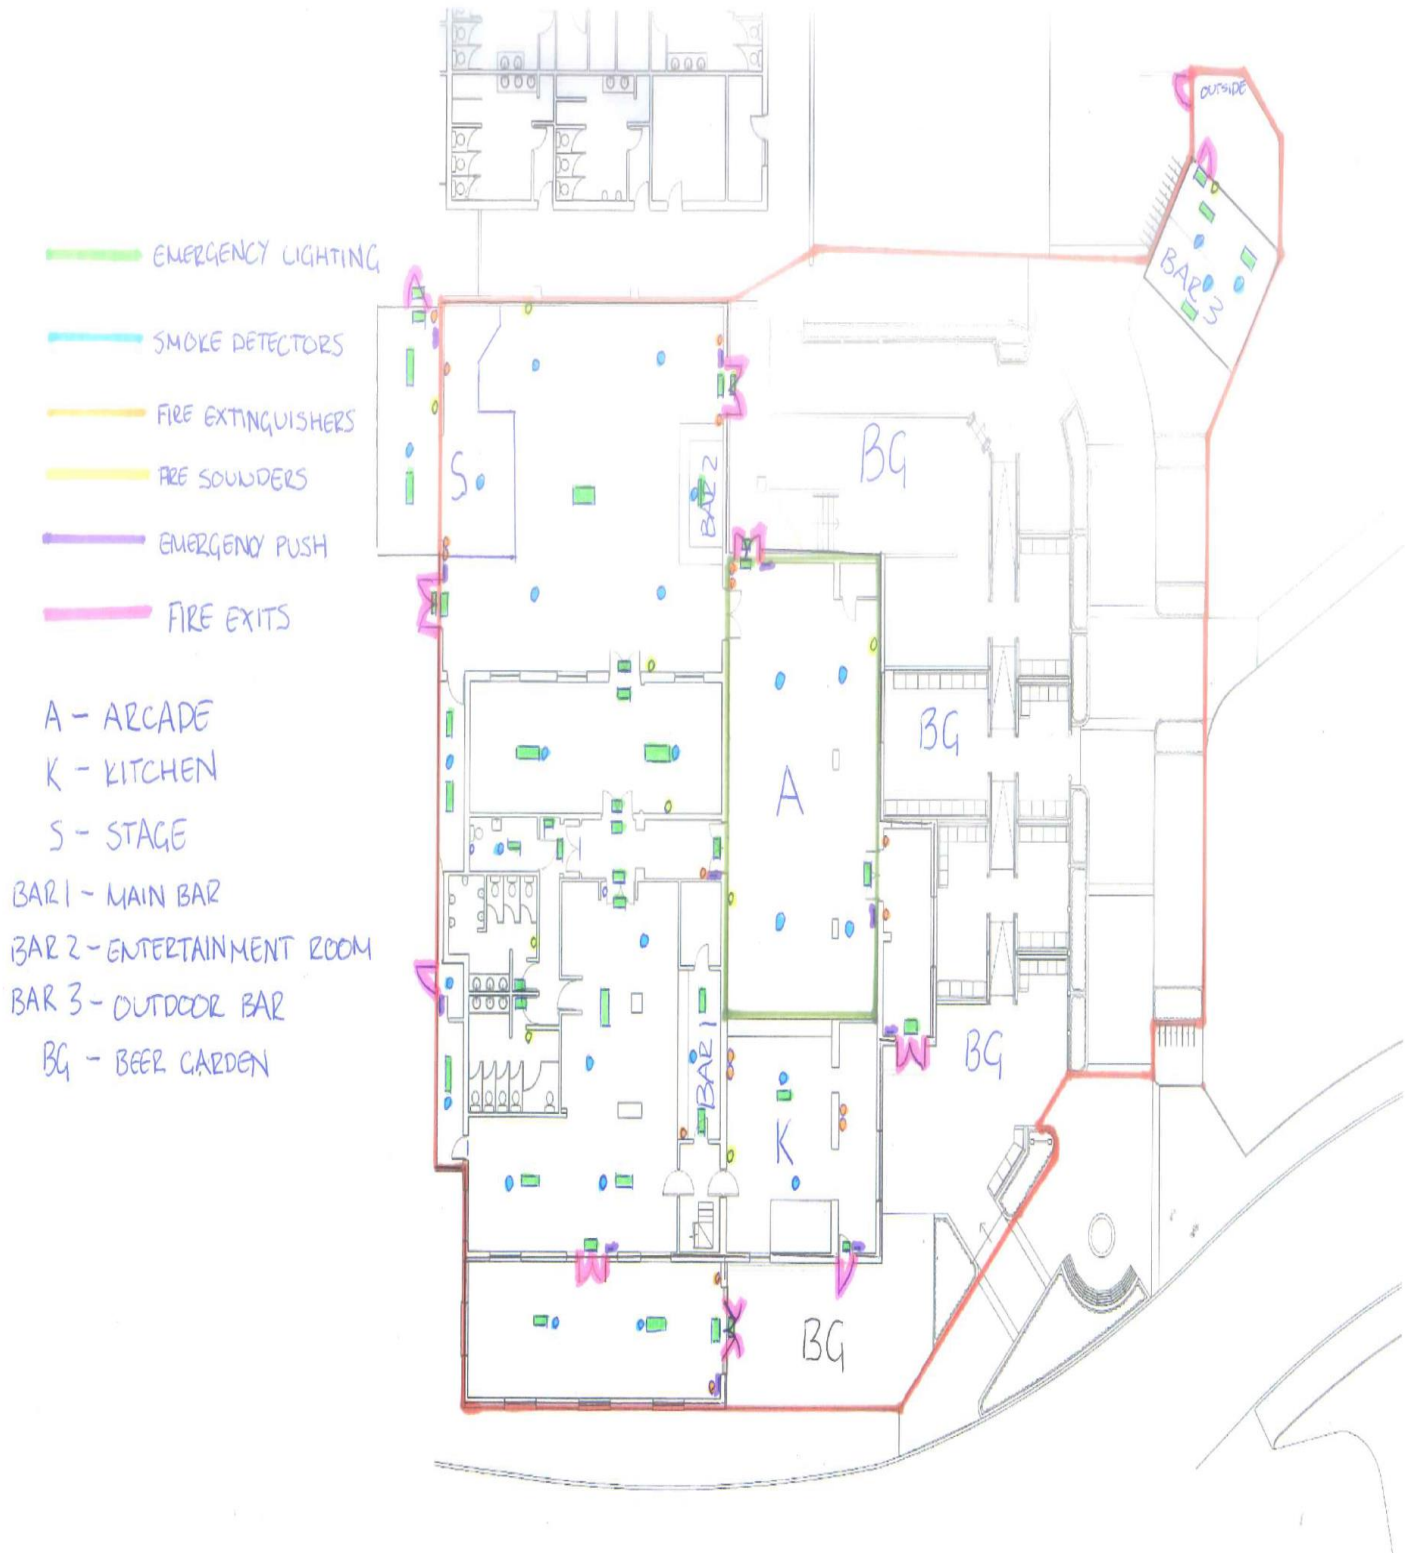 OUTSIDE
EMERGENCY LIGHTING
SMOKE DETECTORS
FIRE EXTINGUISHERS
FIRE SOUNDERS
EMERGENCY PUSH
FIRE EXITS
A - ARCADE
K - KITCHEN
S - STAGE
BAR 1 - MAIN BAR
BAR 2 - ENTERTAINMENT ROOM
BAR 3 - OUTDOOR BAR
BG - BEER GARDEN
BAR 3
S
BAR 2
BG
A
BG
BAR 1
K
BG
BG